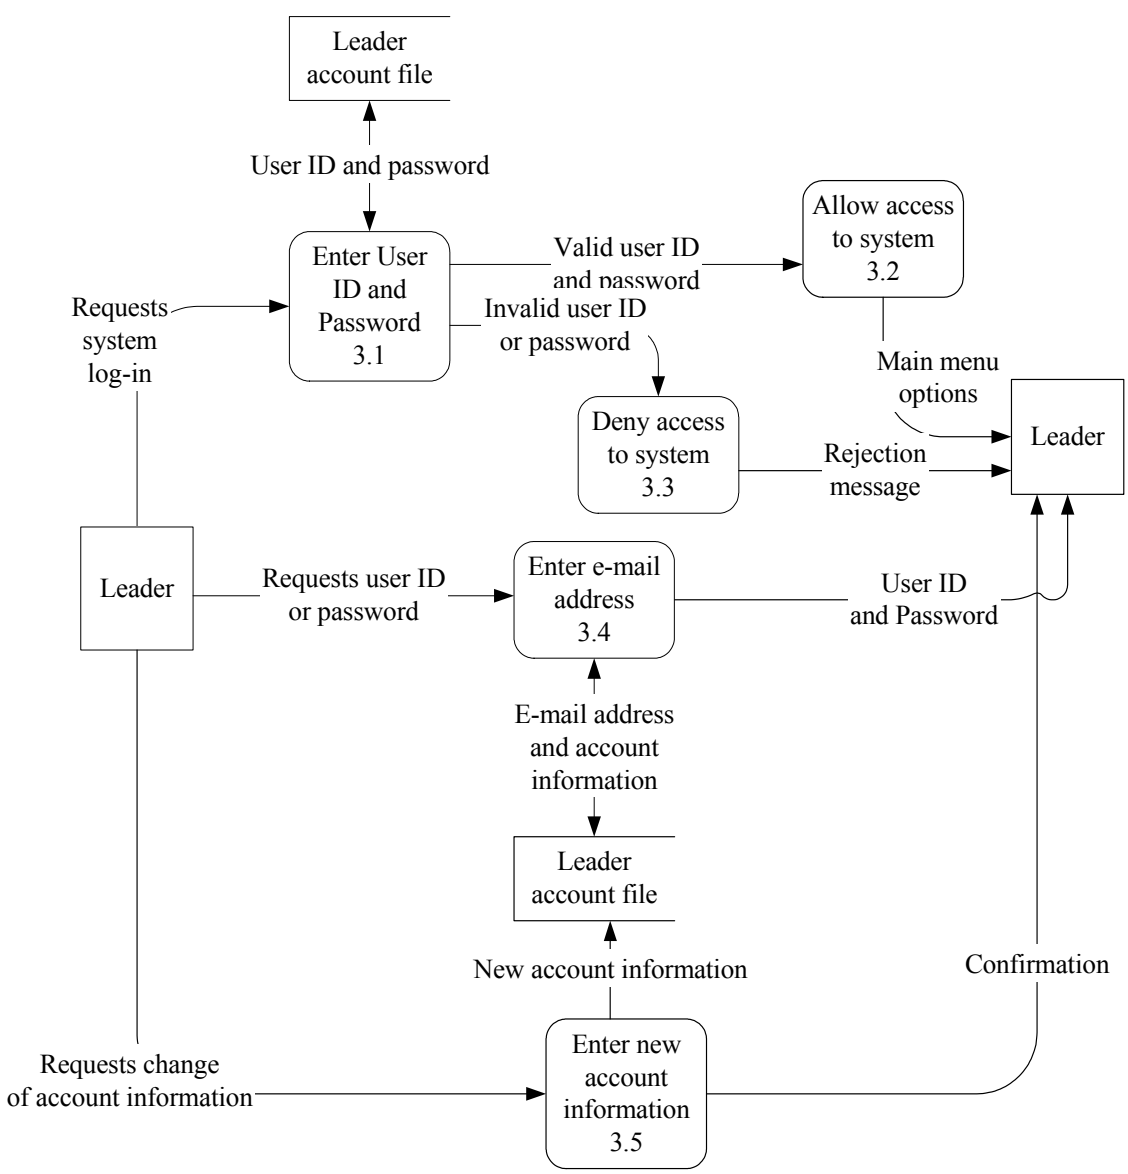 Leader
account file
User ID and password
Allow access
to system
3.2
Enter User
ID and
Password
3.1
Valid user ID
and password
Requests
system
log-in
Invalid user ID
or password
Main menu
options
Deny access
to system
3.3
Leader
Rejection
message
Leader
Requests user ID
or password
Enter e-mail
address
3.4
User ID
and Password
E-mail address
and account
information
Leader
account file
New account information
Confirmation
Requests change
of account information
Enter new
account
information
3.5